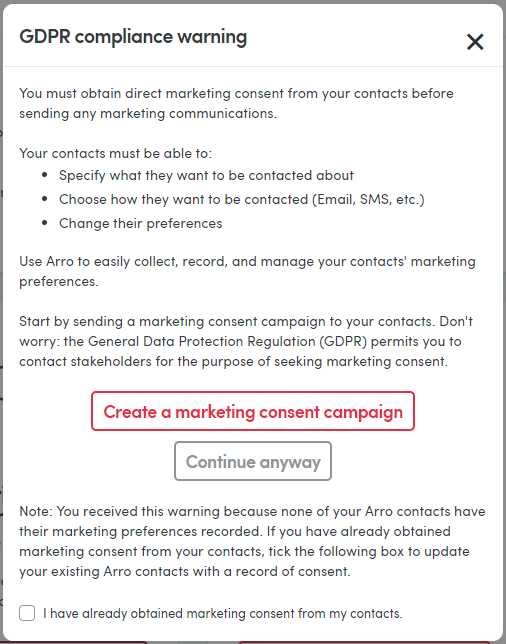 GDPR compliance warning
You must obtain direct marketing consent from your contacts before
sending any marketing communications.
Your contacts must be able to:
• Specify what they want to be contacted about
• Choose how they want to be contacted (Email, SMS, etc.)
• Change their preferences
Use Arro to easily collect, record, and manage your contacts' marketing
preferences.
Start by sending a marketing consent campaign to your contacts. Don't
worry: the General Data Protection Regulation (GDPR) permits you to
contact stakeholders for the purpose of seeking marketing consent.
Create a marketing consent campaign
Continue anyway
Note: You received this warning because none of your Arro contacts have
their marketing preferences recorded. If you have already obtained
marketing consent from your contacts, tick the following box to update
your existing Arro contacts with a record of consent.
I have already obtained marketing consent from my contacts.